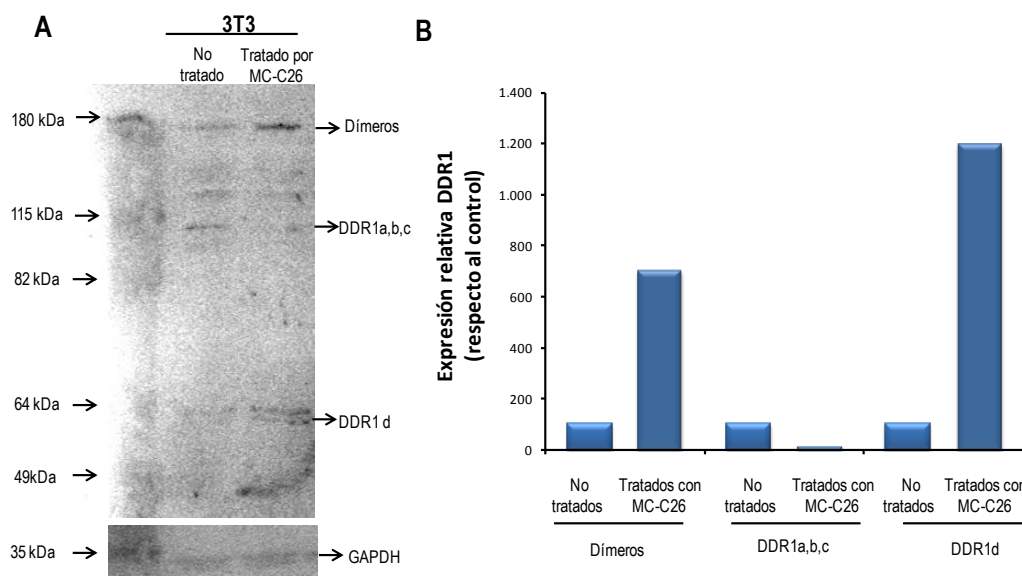 A
3T3
No
tratado
Tratado por
MC-C26
180 kDa
Dímeros
115 kDa
DDR1a,b,c
82 kDa
64 kDa
DDR1 d
49kDa
35 kDa
GAPDH
B
Expresión relativa DDR1
(respecto al control)
1.400
1.200
1.000
800
600
400
200
0
No
tratados
Tratados con
MC-C26
No
tratados
Tratados con
MC-C26
No
tratados
Tratados con
MC-C26
Dímeros
DDR1a,b,c
DDR1d